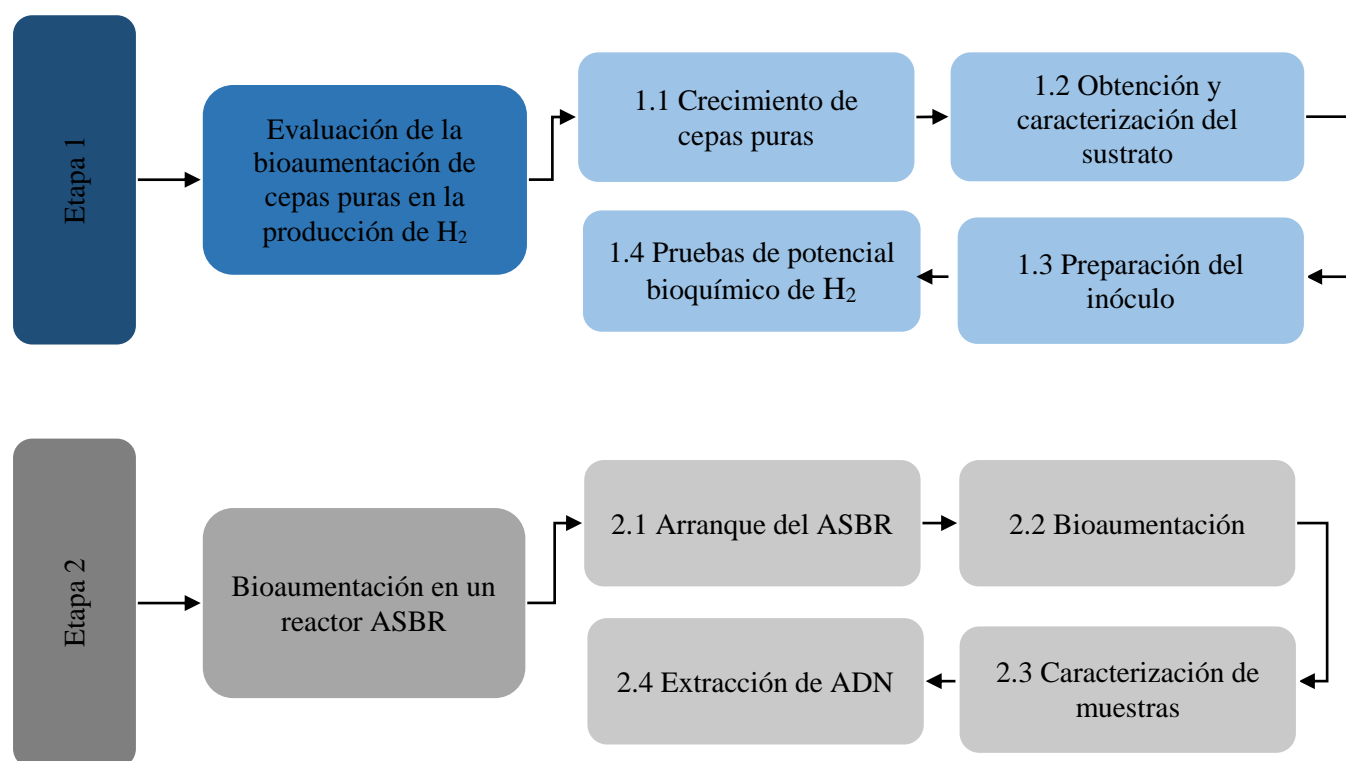 Etapa 1
Evaluación de la
bioaumentación de
cepas puras en la
producción de H₂
1.1 Crecimiento de
cepas puras
1.2 Obtención y
caracterización del
sustrato
1.3 Preparación del
inóculo
1.4 Pruebas de potencial
bioquímico de H₂
Etapa 2
Bioaumentación en un
reactor ASBR
2.1 Arranque del ASBR
2.2 Bioaumentación
2.3 Caracterización de
muestras
2.4 Extracción de ADN